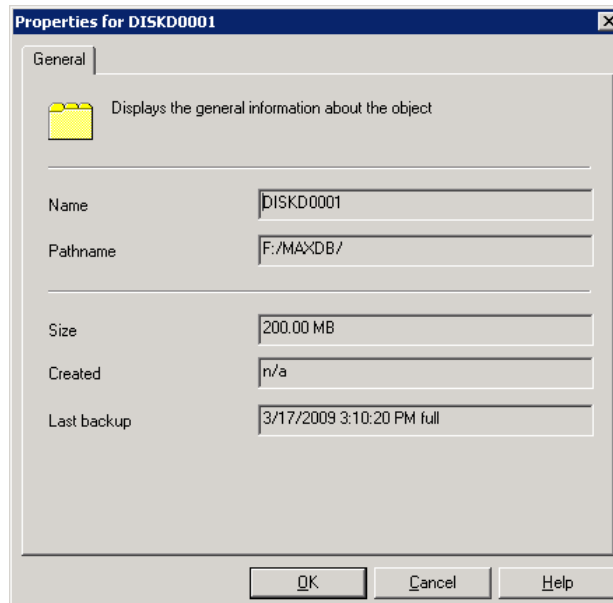 Properties for DISKD0001
General
Displays the general information about the object
Name DISKD0001
Pathname F:/MAXDB/
Size 200.00 MB
Created n/a
Last backup 3/17/2009 3:10:20 PM full
OK Cancel Help